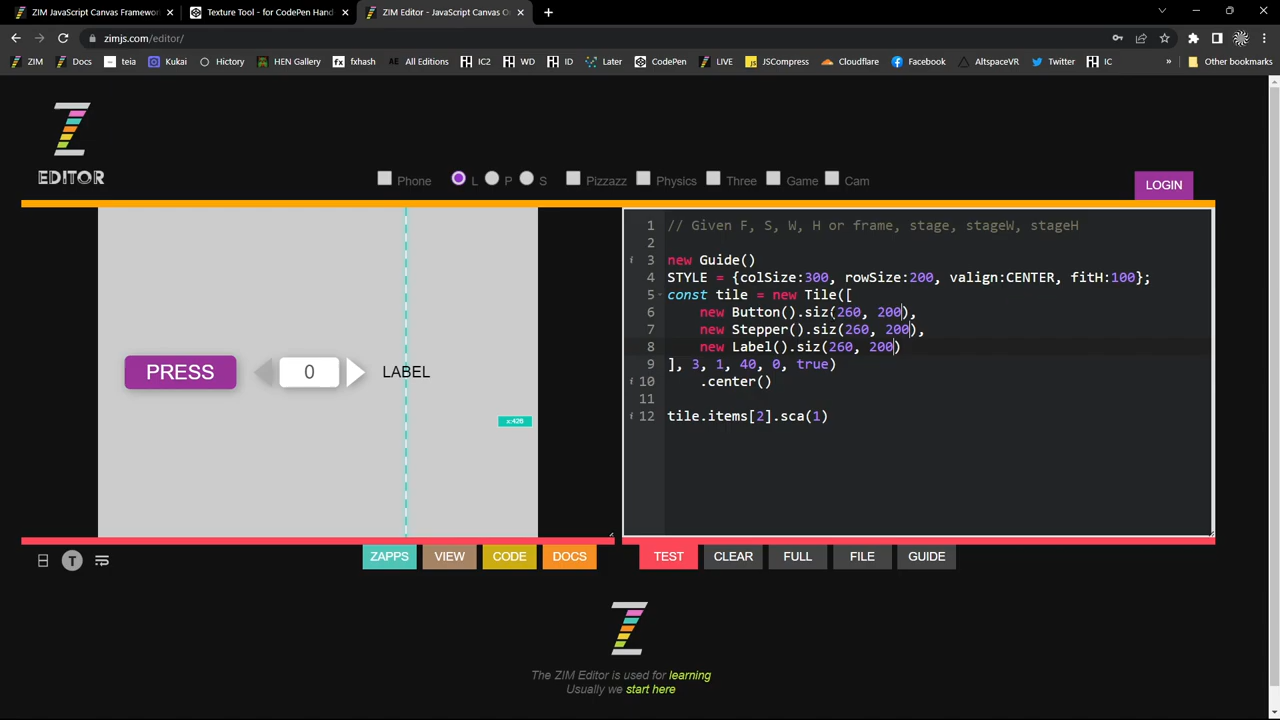 ZIM JavaScript Canvas Framewor
Texture Tool - for CodePen Hand
ZIM Editor - JavaScript Canvas O
zimjs.com/editor/
ZIM
Docs
teia
Kukai
Hictory
HEN Gallery
fx fxhash
AE All Editions
IC2
WD
ID
Later
CodePen
LIVE
JSCompress
Cloudflare
Facebook
AltspaceVR
Twitter
IC
»
Other bookmarks
EDITOR
Phone
L
P
S
Pizzazz
Physics
Three
Game
Cam
LOGIN
PRESS
0
LABEL
x:420
1 // Given F, S, W, H or frame, stage, stageW, stageH
2
3 new Guide()
4 STYLE = {colSize:300, rowSize:200, valign:CENTER, fitH:100};
5 const tile = new Tile([
6 new Button().siz(260, 200),
7 new Stepper().siz(260, 200),
8 new Label().siz(260, 200)
9 ], 3, 1, 40, 0, true)
10 .center()
11
12 tile.items[2].sca(1)
T
ZAPPS
VIEW
CODE
DOCS
TEST
CLEAR
FULL
FILE
GUIDE
The ZIM Editor is used for learning
Usually we start here